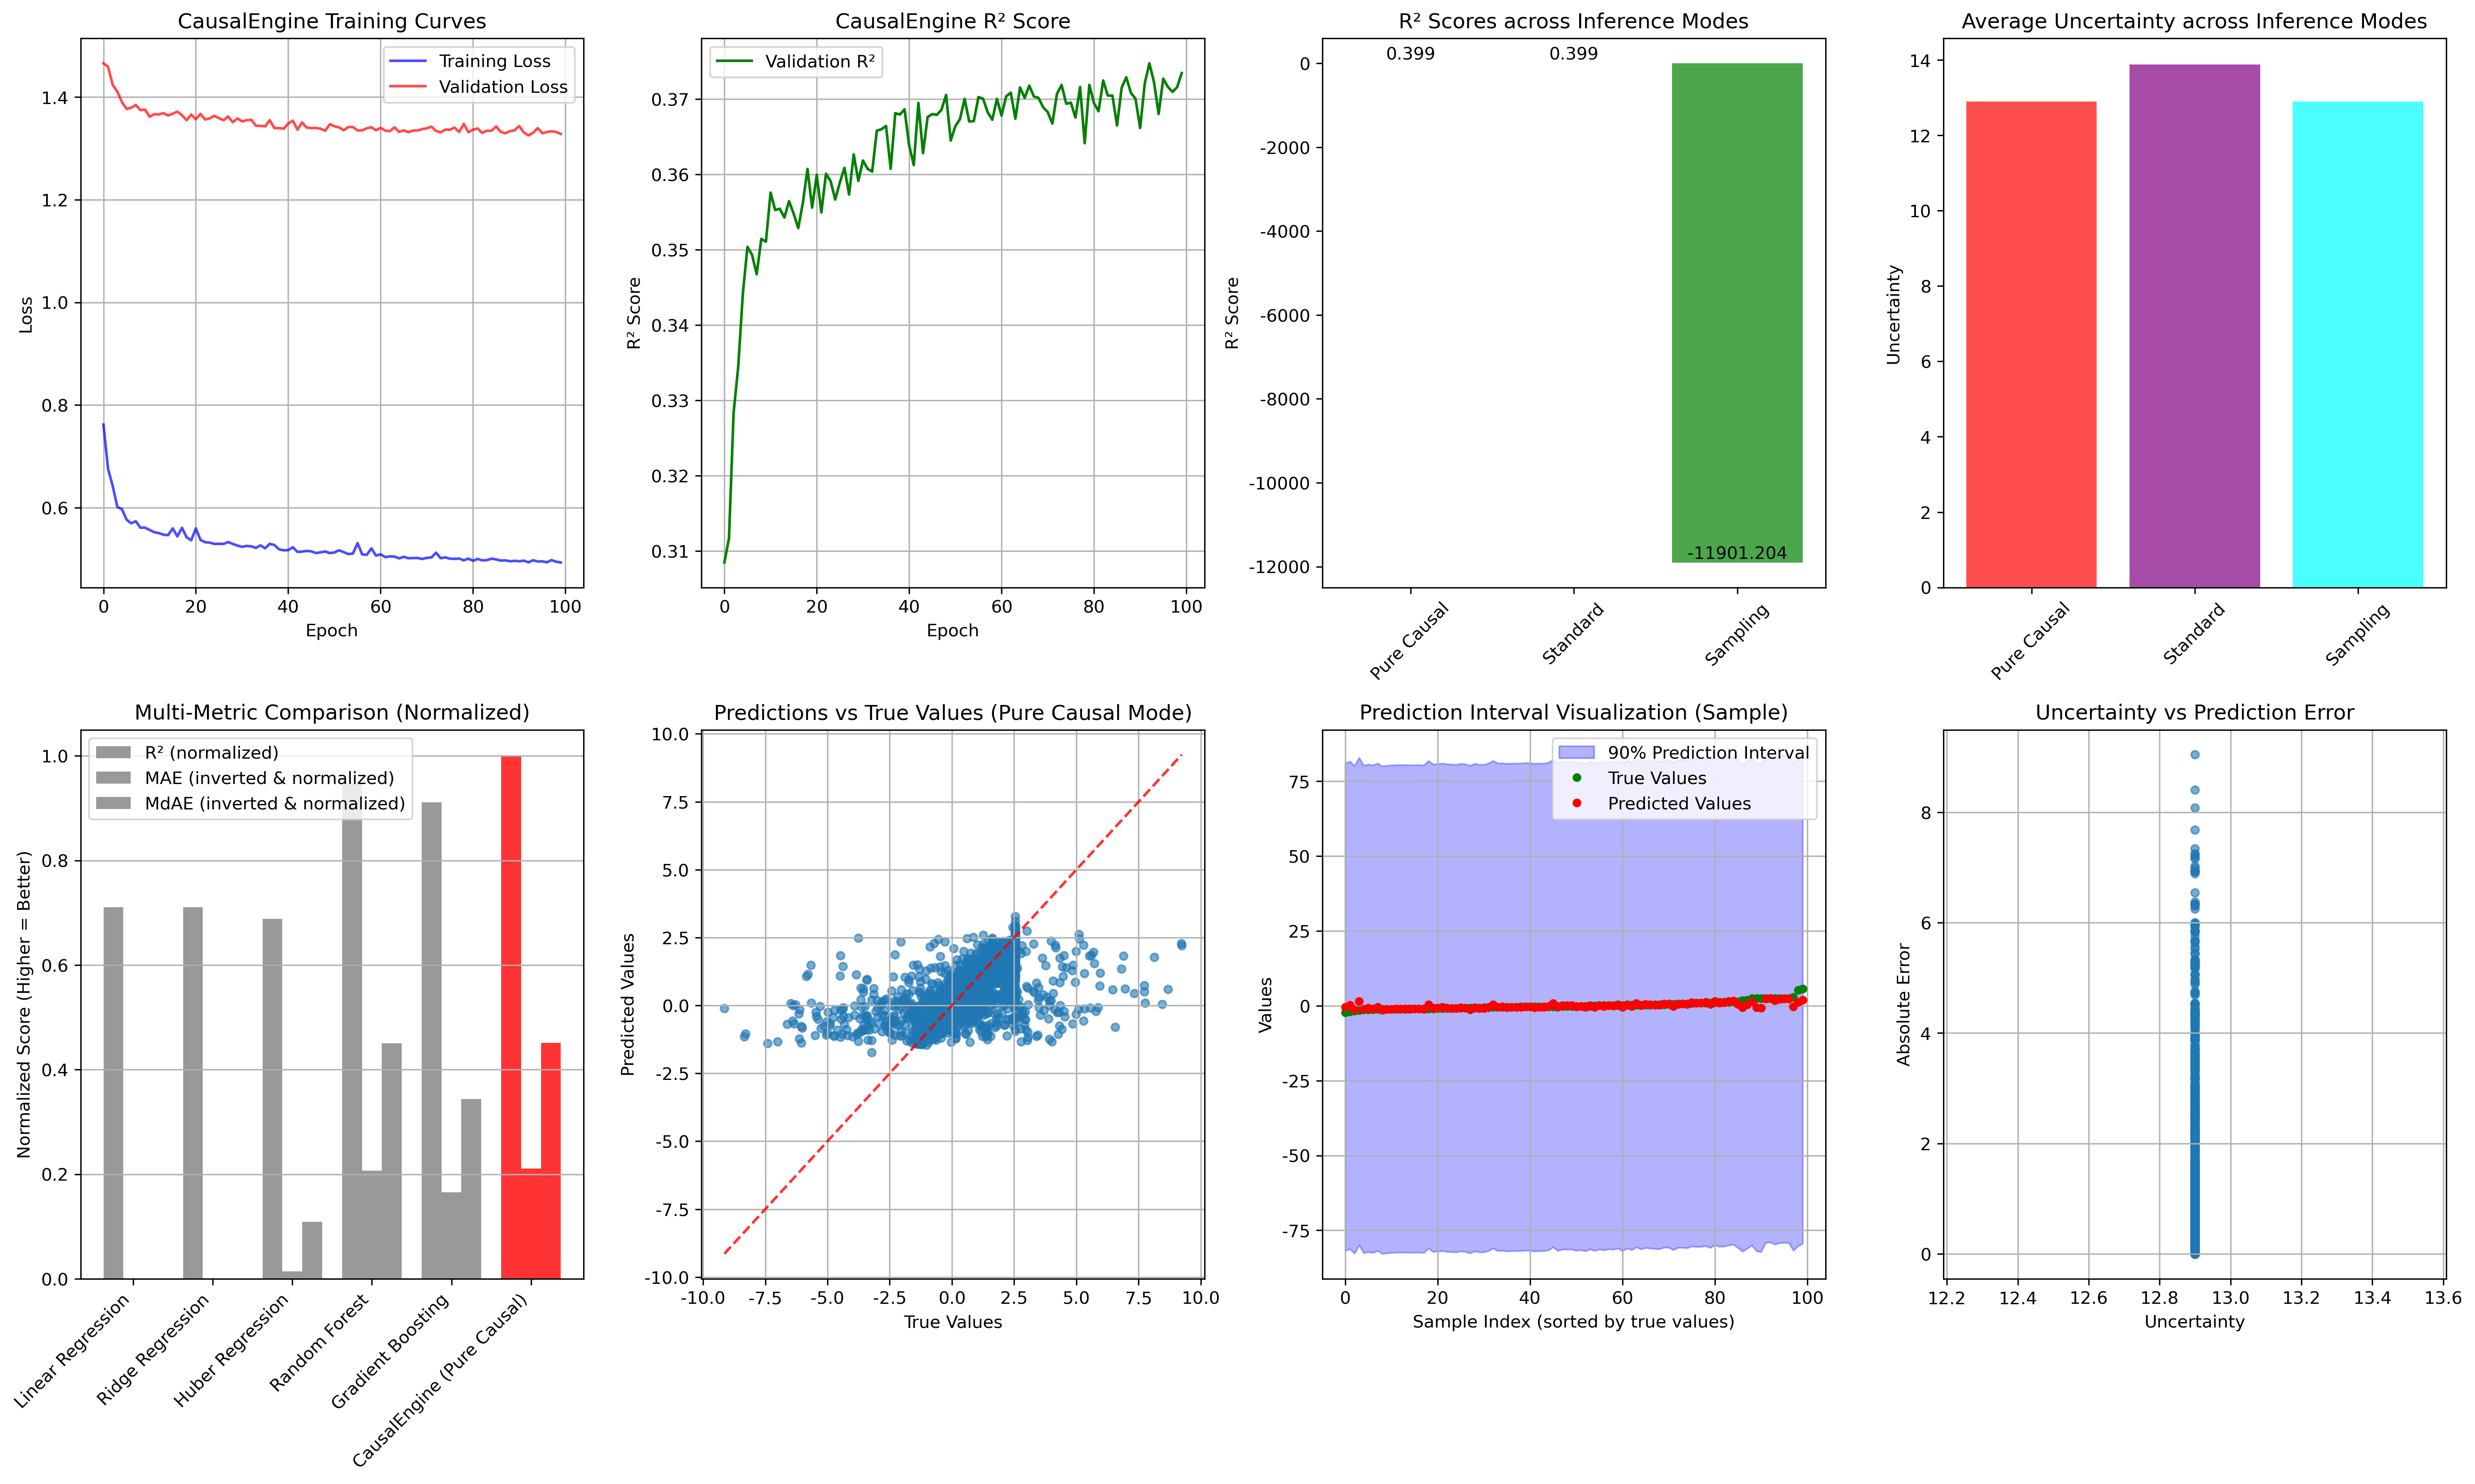 CausalEngine Training Curves
Training Loss
Validation Loss
1.4
1.2
1.0
0.8
0.6
Loss
0 20 40 60 80 100
Epoch
CausalEngine R² Score
Validation R²
0.37
0.36
0.35
0.34
0.33
0.32
0.31
R² Score
0 20 40 60 80 100
Epoch
R² Scores across Inference Modes
0.399 0.399
-11901.204
0
-2000
-4000
-6000
-8000
-10000
-12000
R² Score
Pure Causal
Standard
Sampling
Average Uncertainty across Inference Modes
14
12
10
8
6
4
2
0
Uncertainty
Pure Causal
Standard
Sampling
Multi-Metric Comparison (Normalized)
R² (normalized)
MAE (inverted & normalized)
MdAE (inverted & normalized)
1.0
0.8
0.6
0.4
0.2
0.0
Normalized Score (Higher = Better)
Linear Regression
Ridge Regression
Huber Regression
Random Forest
Gradient Boosting
CausalEngine (Pure Causal)
Predictions vs True Values (Pure Causal Mode)
10.0
7.5
5.0
2.5
0.0
-2.5
-5.0
-7.5
-10.0
Predicted Values
-10.0 -7.5 -5.0 -2.5 0.0 2.5 5.0 7.5 10.0
True Values
Prediction Interval Visualization (Sample)
90% Prediction Interval
True Values
Predicted Values
75
50
25
0
-25
-50
-75
Values
0 20 40 60 80 100
Sample Index (sorted by true values)
Uncertainty vs Prediction Error
8
6
4
2
0
Absolute Error
12.2 12.4 12.6 12.8 13.0 13.2 13.4 13.6
Uncertainty